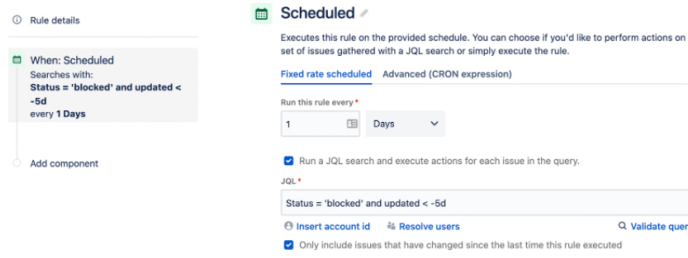 Rule details
When: Scheduled
Searches with:
Status = 'blocked' and updated <
-5d
every 1 Days
Add component
Scheduled
Executes this rule on the provided schedule. You can choose if you'd like to perform actions on
set of issues gathered with a JQL search or simply execute the rule.
Fixed rate scheduled Advanced (CRON expression)
Run this rule every *
1 Days
Run a JQL search and execute actions for each issue in the query.
JQL *
Status = 'blocked' and updated < -5d
Insert account id Resolve users Validate quer
Only include issues that have changed since the last time this rule executed